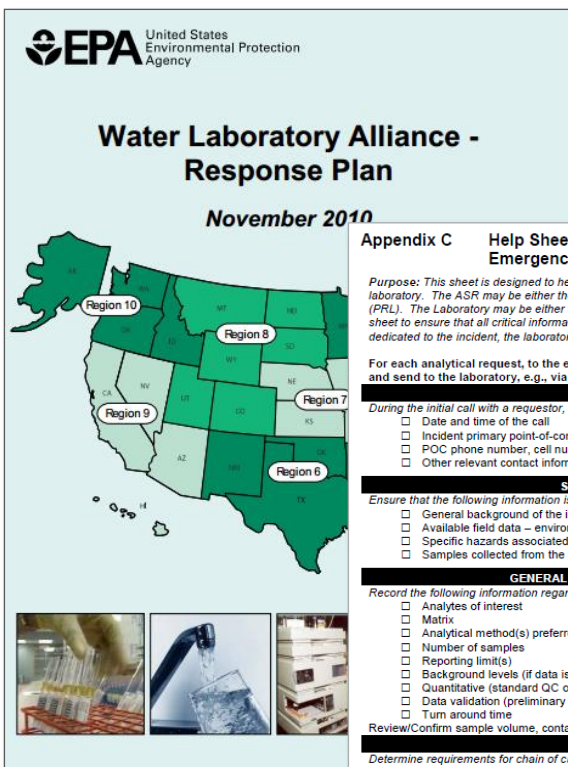 EPA
United States
Environmental Protection
Agency
Water Laboratory Alliance -
Response Plan
November 2010
AK
WA
OR
ID
Region 10
MT
ND
SD
WY
UT
CO
Region 8
CA
NV
AZ
HI
Region 9
NE
KS
Region 7
NM
OK
TX
Region 6
Appendix C Help Shee
Emergenc
Purpose: This sheet is designed to he
laboratory. The ASR may be either th
(PRL). The Laboratory may be either
sheet to ensure that all critical informa
dedicated to the incident, the laborator
For each analytical request, to the e
and send to the laboratory, e.g., via
During the initial call with a requestor,
☐ Date and time of the call
☐ Incident primary point-of-con
☐ POC phone number, cell nu
☐ Other relevant contact inform
S
Ensure that the following information is
☐ General background of the i
☐ Available field data – environ
☐ Specific hazards associated
☐ Samples collected from the
GENERAL
Record the following information regar
☐ Analytes of interest
☐ Matrix
☐ Analytical method(s) preferr
☐ Number of samples
☐ Reporting limit(s)
☐ Background levels (if data is
☐ Quantitative (standard QC o
☐ Data validation (preliminary
☐ Turn around time
Review/Confirm sample volume, conta
Determine requirements for chain of c